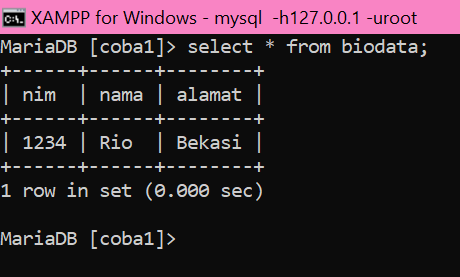 XAMPP for Windows - mysql  -h127.0.0.1 -uroot
MariaDB [coba1]> select * from biodata;
+------+------+--------+
| nim  | nama | alamat |
+------+------+--------+
| 1234 | Rio  | Bekasi |
+------+------+--------+
1 row in set (0.000 sec)
MariaDB [coba1]>